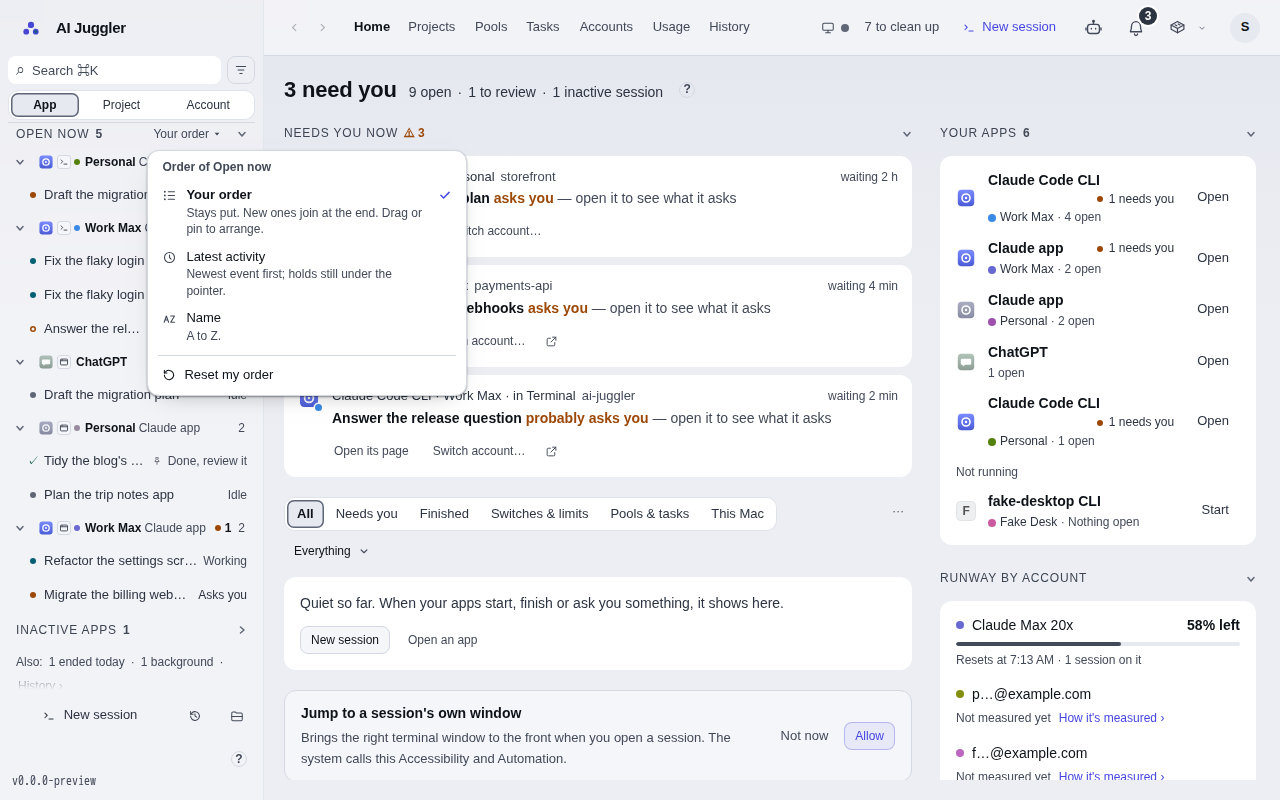 AI Juggler
Home Projects Pools Tasks Accounts Usage History
7 to clean up
New session
3
S
Search ⌘K
App Project Account
OPEN NOW 5
Your order
Personal
Draft the migration
Work Max
Fix the flaky login
Fix the flaky login
Answer the rel…
ChatGPT
Draft the migration plan Idle
Personal Claude app 2
Tidy the blog's … Done, review it
Plan the trip notes app Idle
Work Max Claude app 1 2
Refactor the settings scr… Working
Migrate the billing web… Asks you
INACTIVE APPS 1
Also: 1 ended today · 1 background ·
History ›
New session
?
v0.0.0-preview
Order of Open now
Your order
Stays put. New ones join at the end. Drag or
pin to arrange.
Latest activity
Newest event first; holds still under the
pointer.
Name
A to Z.
Reset my order
3 need you 9 open · 1 to review · 1 inactive session ?
NEEDS YOU NOW 3
storefront waiting 2 h
asks you — open it to see what it asks
account…
payments-api waiting 4 min
asks you — open it to see what it asks
account…
Claude Code CLI · Work Max · in Terminal ai-juggler waiting 2 min
Answer the release question probably asks you — open it to see what it asks
Open its page Switch account…
All Needs you Finished Switches & limits Pools & tasks This Mac …
Everything
Quiet so far. When your apps start, finish or ask you something, it shows here.
New session Open an app
Jump to a session's own window
Brings the right terminal window to the front when you open a session. The
system calls this Accessibility and Automation.
Not now Allow
YOUR APPS 6
Claude Code CLI
1 needs you
Work Max · 4 open
Open
Claude app 1 needs you
Work Max · 2 open
Open
Claude app
Personal · 2 open
Open
ChatGPT
1 open
Open
Claude Code CLI
1 needs you
Personal · 1 open
Open
Not running
F
fake-desktop CLI
Fake Desk · Nothing open
Start
RUNWAY BY ACCOUNT
Claude Max 20x 58% left
Resets at 7:13 AM · 1 session on it
p…@example.com
Not measured yet How it's measured ›
f…@example.com
Not measured yet How it's measured ›